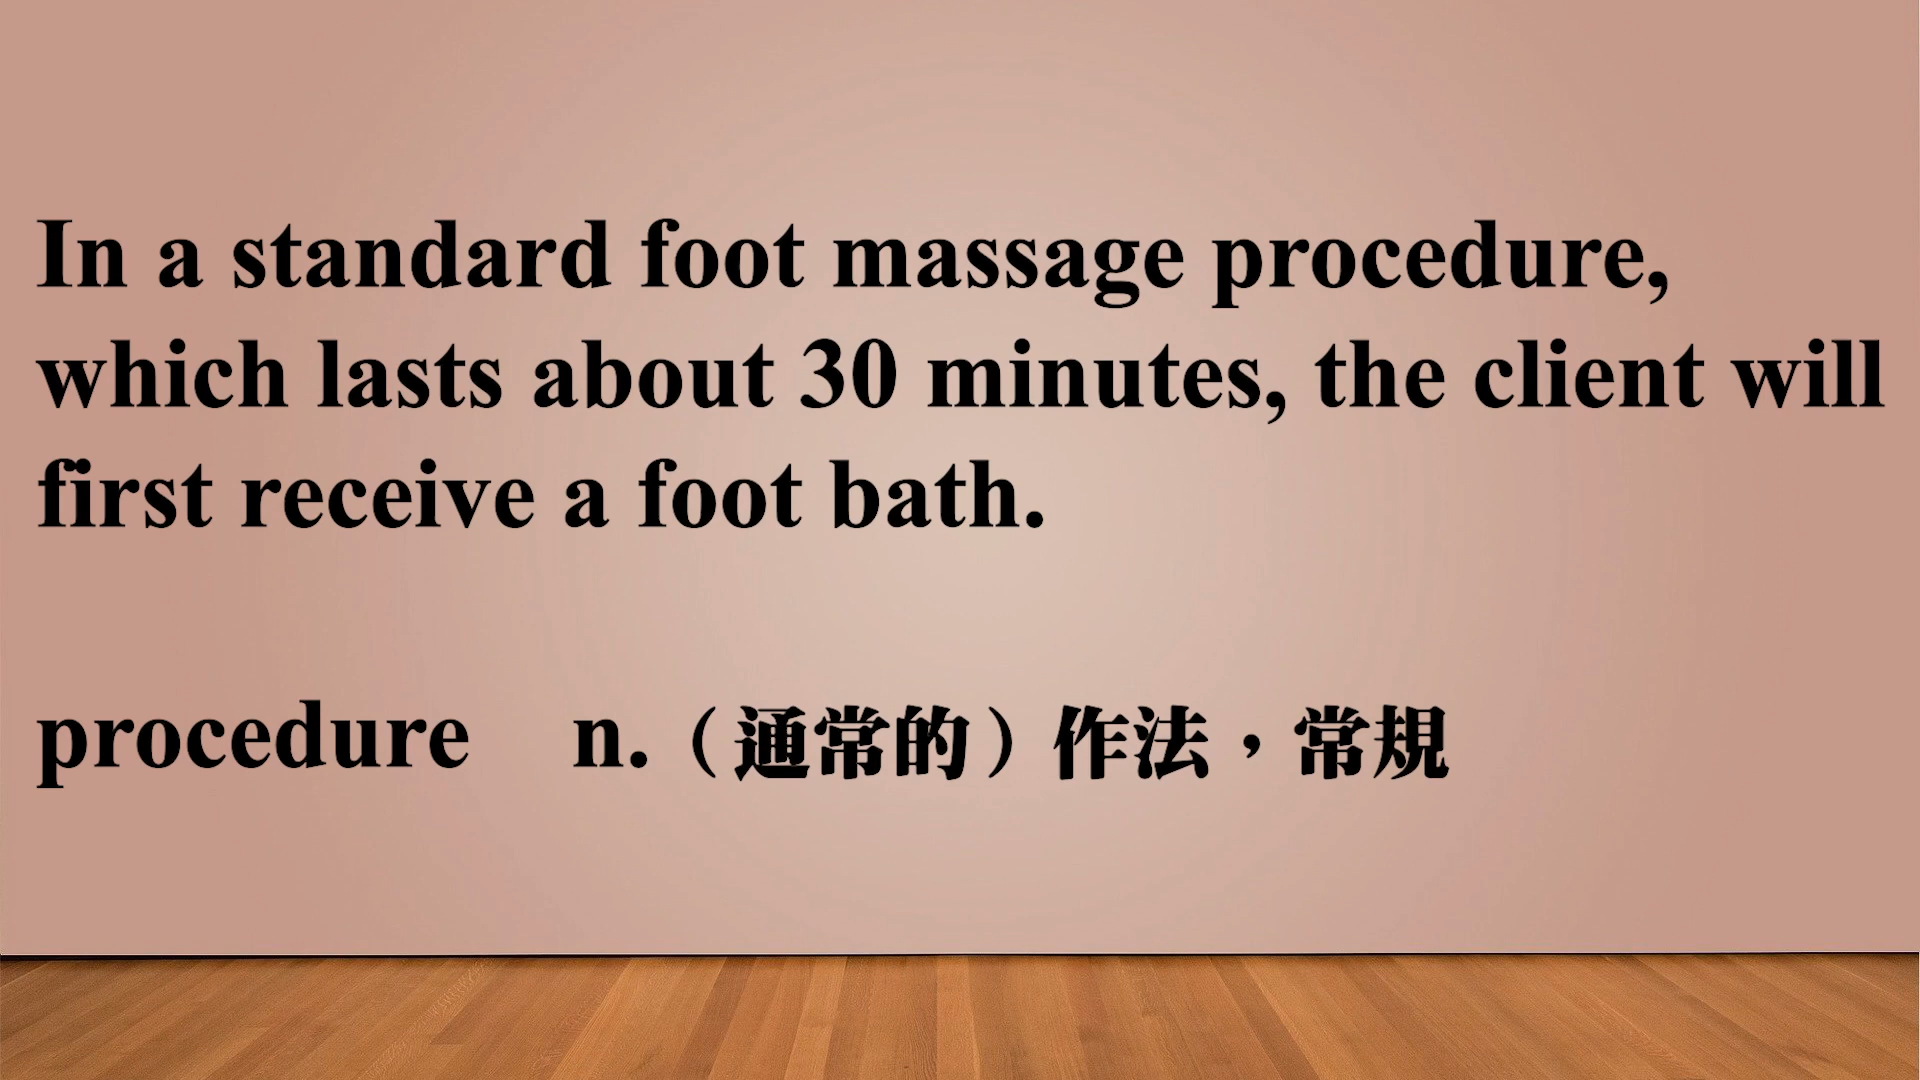 In a standard foot massage procedure,
which lasts about 30 minutes, the client will
first receive a foot bath.
procedure n.（通常的）作法，常規